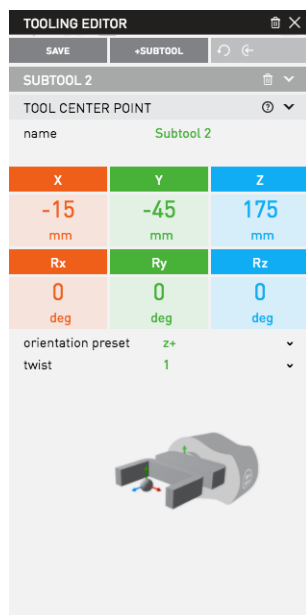 TOOLING EDITOR
SAVE +SUBTOOL
SUBTOOL 2
TOOL CENTER POINT
name Subtool 2
X Y Z
-15 -45 175
mm mm mm
Rx Ry Rz
0 0 0
deg deg deg
orientation preset z+
twist 1